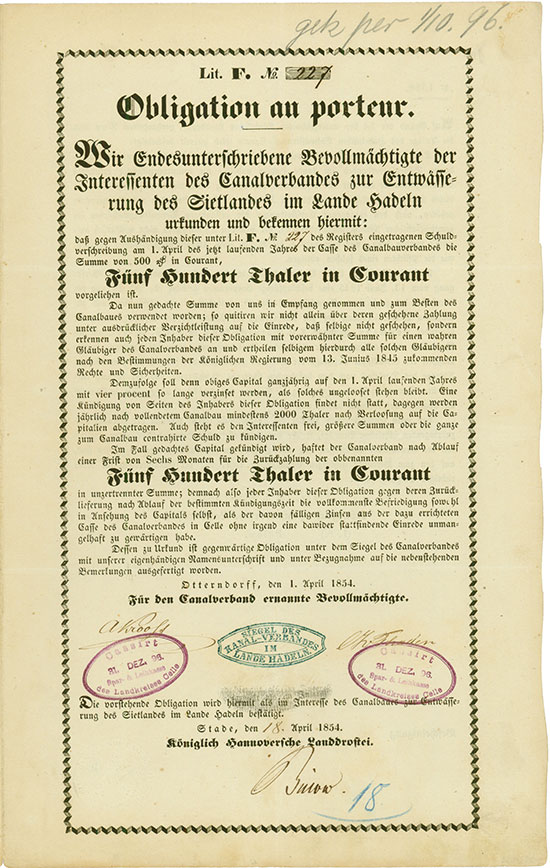 gek per 1/10. 96.
Lit. F. № 227
Obligation au porteur.
Wir Endesunterschriebene Bevollmächtigte der
Interessenten des Canalverbandes zur Entwässe-
rung des Sietlandes im Lande Hadeln
urkunden und bekennen hiermit:
daß gegen Aushändigung dieser unter Lit. F. № 227 des Registers eingetragenen Schuld-
verschreibung am 1. April des jetzt laufenden Jahres der Casse des Canalbauverbandes die
Summe von 500 ₰ in Courant,
Fünf Hundert Thaler in Courant
vorgeliehen ist.
Da nun gedachte Summe von uns in Empfang genommen und zum Besten des
Canalbaues verwendet worden; so quitiren wir nicht allein über deren geschehene Zahlung
unter ausdrücklicher Verzichtleistung auf die Einrede, daß selbige nicht geschehen, sondern
erkennen auch jeden Inhaber dieser Obligation mit vorerwähnter Summe für einen wahren
Gläubiger des Canalverbandes an und ertheilen selbigem hierdurch alle solchen Gläubigern
nach den Bestimmungen der Königlichen Regierung vom 13. Junius 1845 zukommenden
Rechte und Sicherheiten.
Demzufolge soll denn obiges Capital ganzjährig auf den 1. April laufenden Jahres
mit vier procent so lange verzinset werden, als solches ungelooset stehen bleibt. Eine
Kündigung von Seiten des Inhabers dieser Obligation findet nicht statt, dagegen werden
jährlich nach vollendetem Canalbau mindestens 2000 Thaler nach Verloosung auf die Ca-
pitalien abgetragen. Auch steht es den Interessenten frei, größere Summen oder die ganze
zum Canalbau contrahirte Schuld zu kündigen.
Im Fall gedachtes Capital gekündigt wird, haftet der Canalverband nach Ablauf
einer Frist von Sechs Monaten für die Zurückzahlung der obbenannten
Fünf Hundert Thaler in Courant
in unzertrennter Summe; demnach also jeder Inhaber dieser Obligation gegen deren Zurück-
lieferung nach Ablauf der bestimmten Kündigungszeit die vollkommenste Befriedigung sowohl
in Ansehung des Capitals selbst, als der davon fälligen Zinsen aus der dazu errichteten
Casse des Canalverbandes in Celle ohne irgend eine dawider stattfindende Einrede unman-
gelhaft zu gewärtigen habe.
Dessen zu Urkund ist gegenwärtige Obligation unter dem Siegel des Canalverbandes
mit unserer eigenhändigen Namensunterschrift und unter Bezugnahme auf die nebenstehenden
Bemerkungen ausgefertigt worden.
Otterndorff, den 1. April 1854.
Für den Canalverband ernannte Bevollmächtigte.
SIEGEL DES
KANAL-VERBANDES
IM
LANDE HADELN
Cassirt
31. DEZ. 96.
Spar- & Leihkasse
des Landkreises Celle
Cassirt
31. DEZ. 96.
Spar- & Leihkasse
des Landkreises Celle
Die vorstehende Obligation wird hiermit als im Interesse des Canalbaues zur Entwässe-
rung des Sietlandes im Lande Hadeln bestätigt.
Stade, den 18. April 1854.
Königlich Hannoversche Landdrostei.
Bülow.
18.